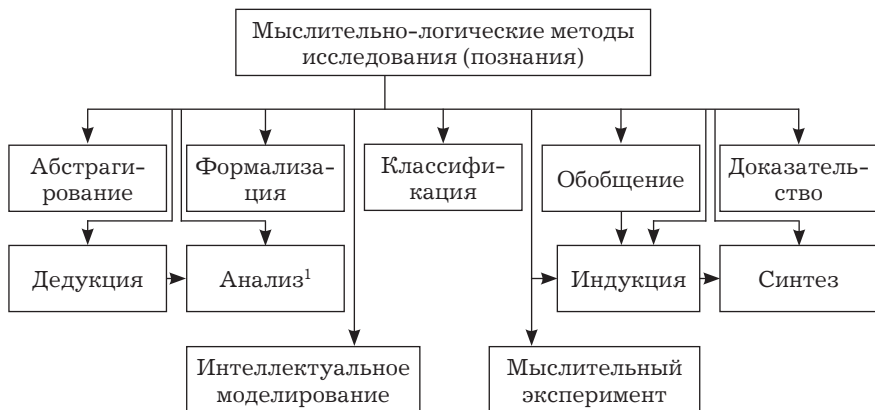 Мыслительно-логические методы
исследования (познания)
Абстраги-
рование
Формализа-
ция
Классифи-
кация
Обобщение
Доказатель-
ство
Дедукция
Анализ¹
Индукция
Синтез
Интеллектуальное
моделирование
Мыслительный
эксперимент